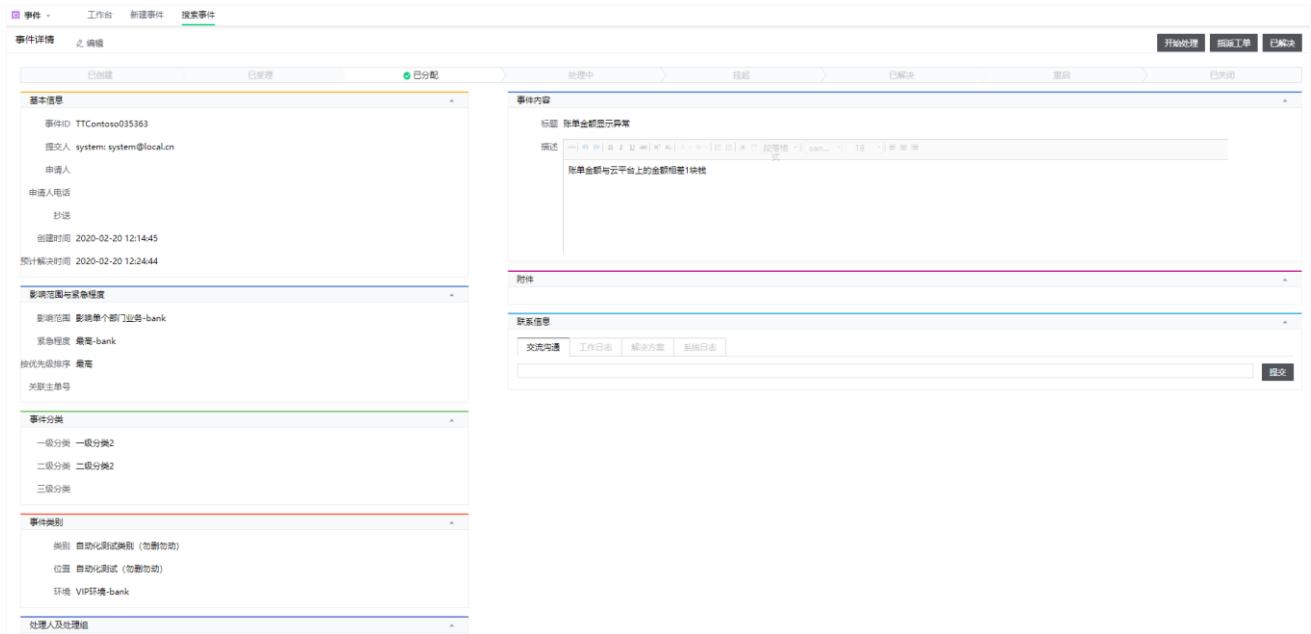 事件 工作台 新建事件 搜索事件
事件详情 编辑 开始处理 指派工单 已解决
已创建 已受理 已分配 处理中 挂起 已解决 重启 已关闭
基本信息
事件ID TTContoso035363
提交人 system: system@local.cn
申请人
申请人电话
抄送
创建时间 2020-02-20 12:14:45
预计解决时间 2020-02-20 12:24:44
影响范围与紧急程度
影响范围 影响单个部门业务-bank
紧急程度 最高-bank
按优先级排序 最高
关联主单号
事件分类
一级分类 一级分类2
二级分类 二级分类2
三级分类
事件类别
类别 自动化测试类别（勿删勿动）
位置 自动化测试（勿删勿动）
环境 VIP环境-bank
处理人及处理组
事件内容
标题 账单金额显示异常
描述
段落格式 san... 16
账单金额与云平台上的金额相差1块钱
附件
联系信息
交流沟通 工作日志 解决方案 系统日志
提交